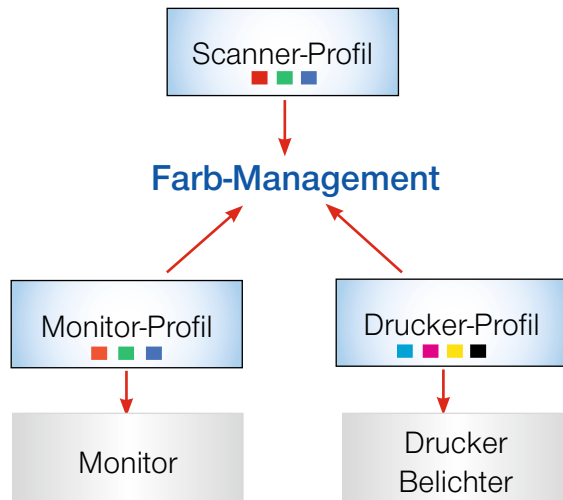 Scanner-Profil
Farb-Management
Monitor-Profil
Drucker-Profil
Monitor
Drucker
Belichter